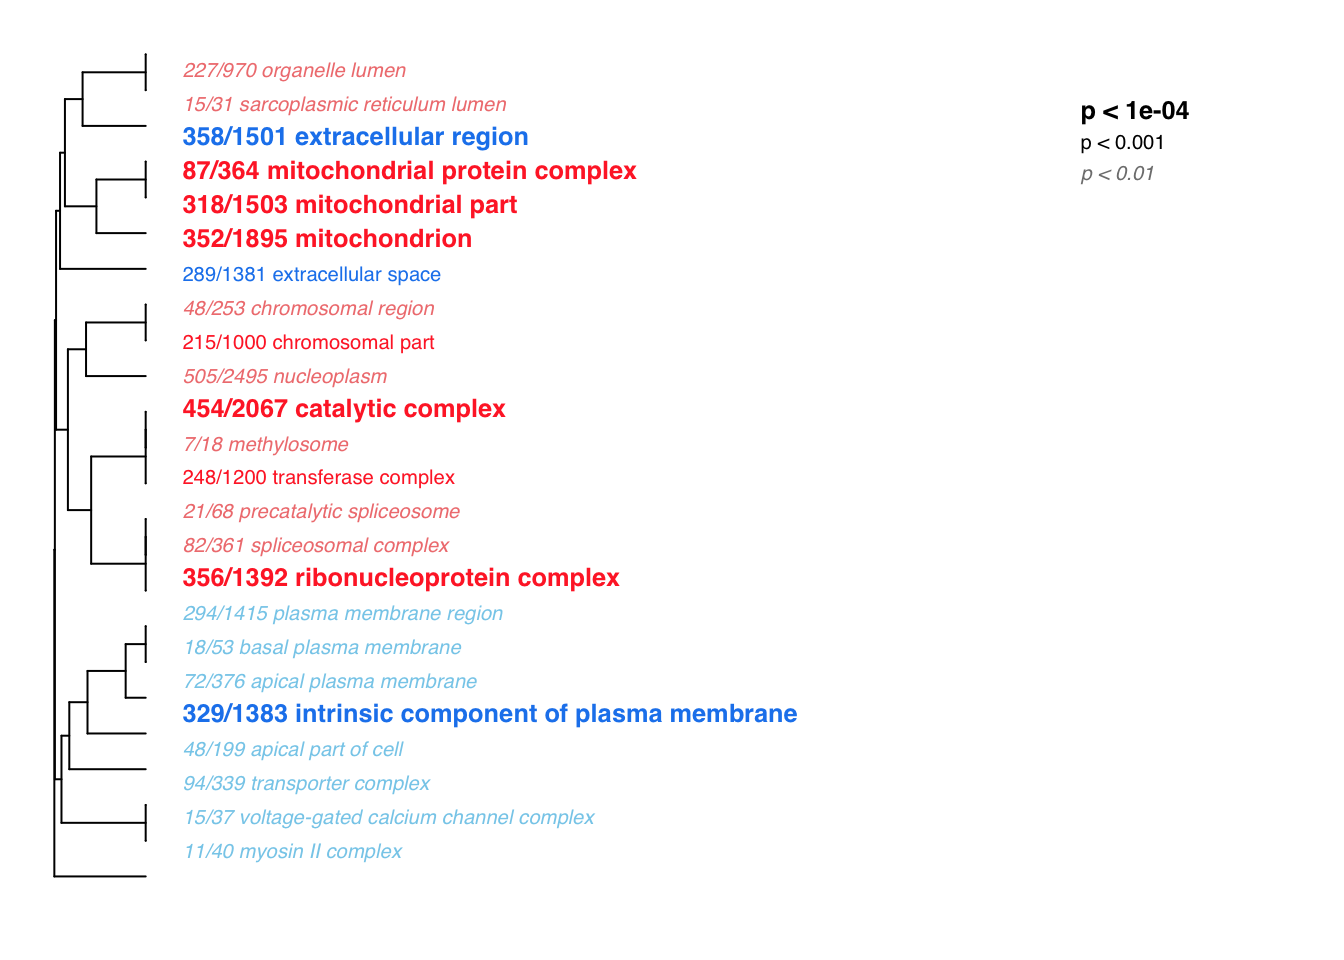 227/970 organelle lumen
15/31 sarcoplasmic reticulum lumen
358/1501 extracellular region
87/364 mitochondrial protein complex
318/1503 mitochondrial part
352/1895 mitochondrion
289/1381 extracellular space
48/253 chromosomal region
215/1000 chromosomal part
505/2495 nucleoplasm
454/2067 catalytic complex
7/18 methylosome
248/1200 transferase complex
21/68 precatalytic spliceosome
82/361 spliceosomal complex
356/1392 ribonucleoprotein complex
294/1415 plasma membrane region
18/53 basal plasma membrane
72/376 apical plasma membrane
329/1383 intrinsic component of plasma membrane
48/199 apical part of cell
94/339 transporter complex
15/37 voltage-gated calcium channel complex
11/40 myosin II complex
p < 1e-04
p < 0.001
p < 0.01